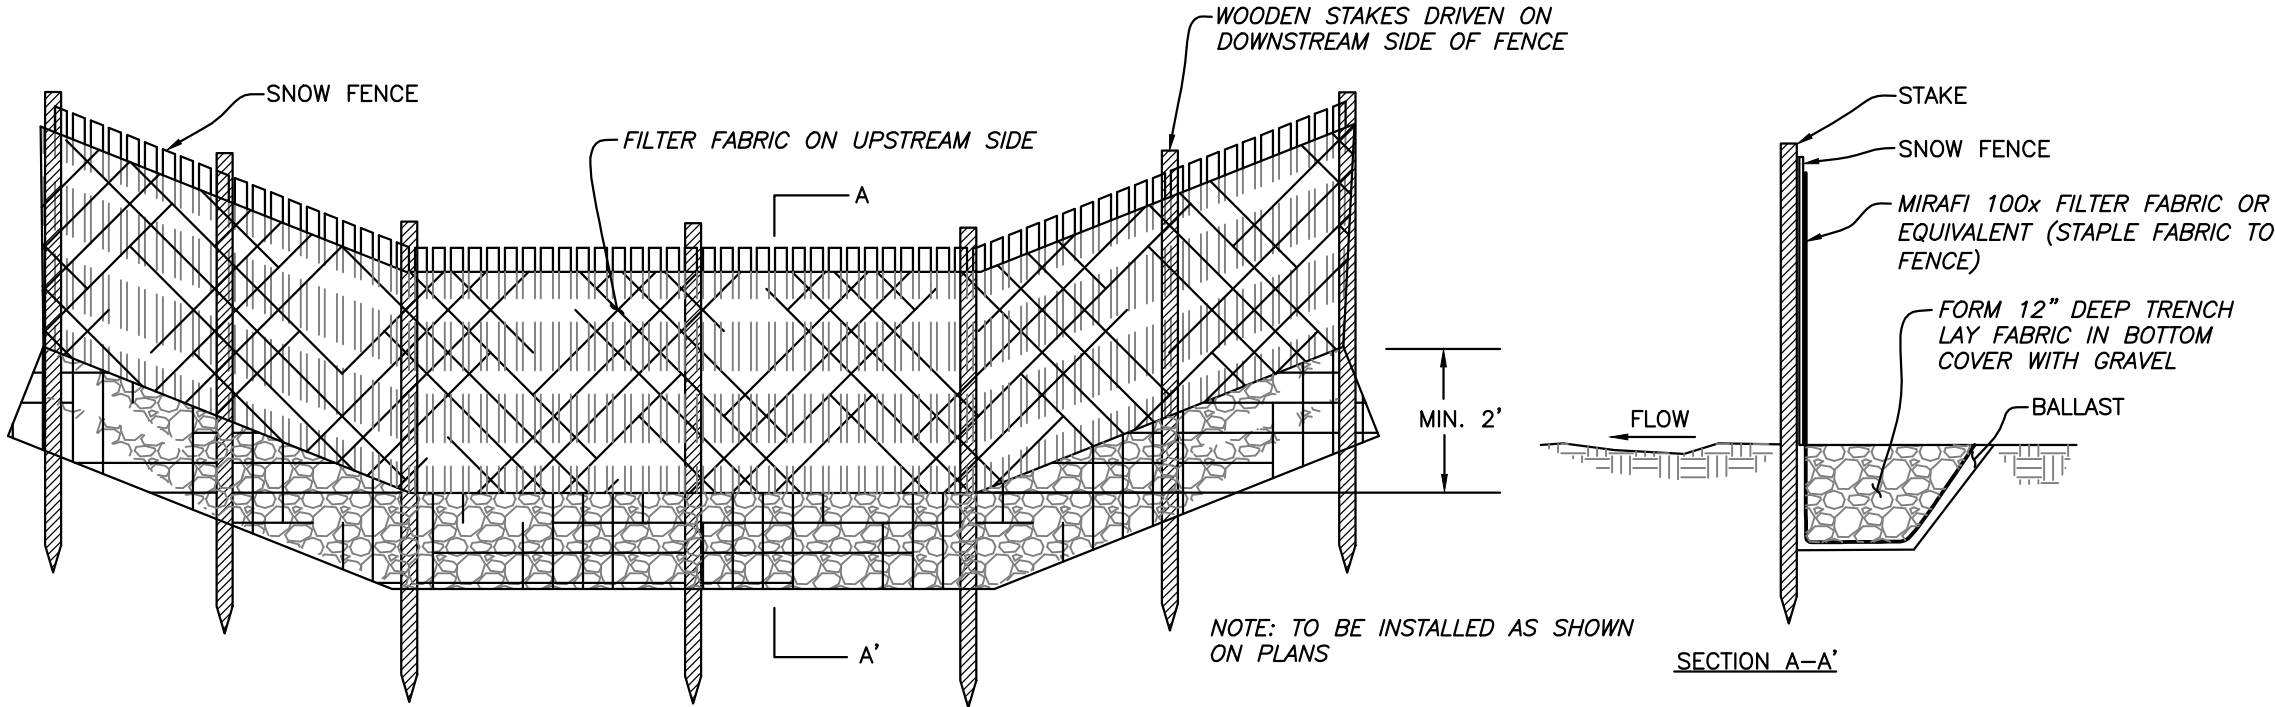 WOODEN STAKES DRIVEN ON
DOWNSTREAM SIDE OF FENCE
SNOW FENCE
FILTER FABRIC ON UPSTREAM SIDE
A
A'
MIN. 2'
NOTE: TO BE INSTALLED AS SHOWN
ON PLANS
STAKE
SNOW FENCE
MIRAFI 100x FILTER FABRIC OR
EQUIVALENT (STAPLE FABRIC TO
FENCE)
FORM 12" DEEP TRENCH
LAY FABRIC IN BOTTOM
COVER WITH GRAVEL
BALLAST
FLOW
SECTION A-A'